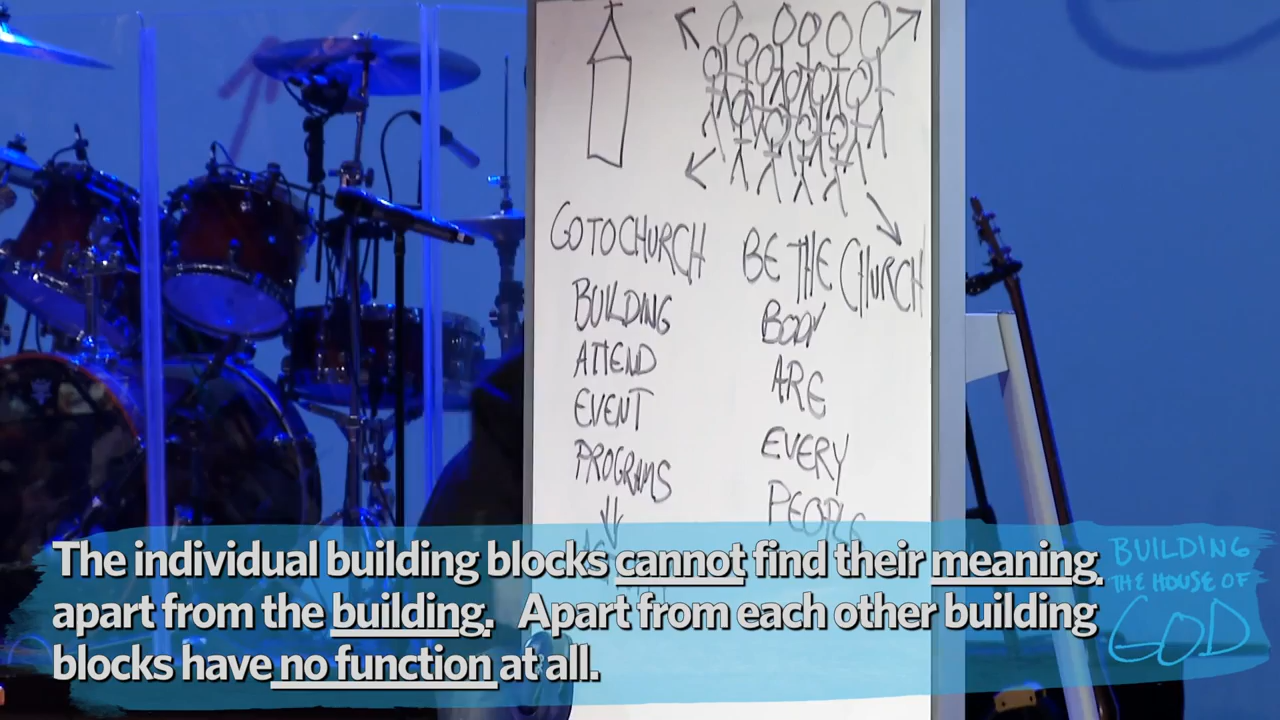 GO TO CHURCH
BUILDING
ATTEND
EVENT
PROGRAMS
BE THE CHURCH
BODY
ARE
EVERY
PEOPLE
The individual building blocks cannot find their meaning
apart from the building. Apart from each other building
blocks have no function at all.
BUILDING
THE HOUSE OF
GOD